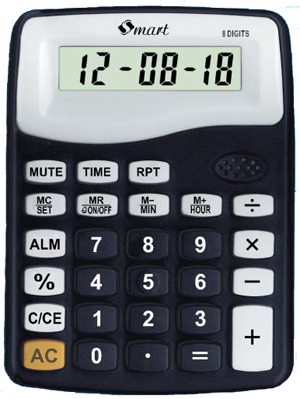 Smart
8 DIGITS
12-08-18
MUTE TIME RPT
MC MR M- M+
SET ON/OFF MIN HOUR ÷
ALM 7 8 9 ×
% 4 5 6 −
C/CE 1 2 3 +
AC 0 · =